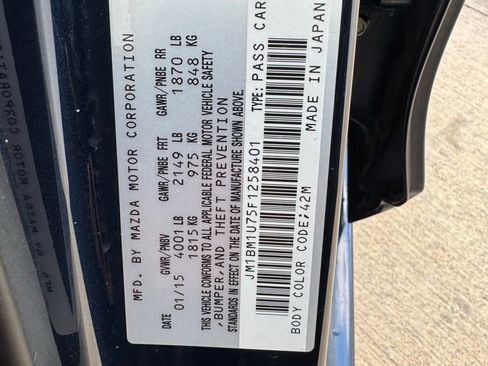 MFD. BY MAZDA MOTOR CORPORATION
DATE GVWR/PNBV GAWR/PNBE FRT GAWR/PNBE RR
01/15 4001 LB 2149 LB 1870 LB
1815 KG 975 KG 848 KG
THIS VEHICLE CONFORMS TO ALL APPLICABLE FEDERAL MOTOR VEHICLE SAFETY
,BUMPER,AND THEFT PREVENTION
STANDARDS IN EFFECT ON THE DATE OF MANUFACTURE SHOWN ABOVE.
JM1BM1U75F1258401 TYPE: PASS CAR
BODY COLOR CODE;42M MADE IN JAPAN